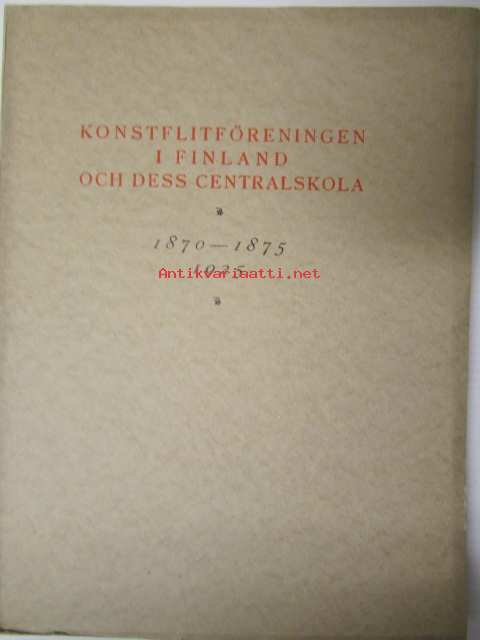 KONSTFLITFÖRENINGEN
I FINLAND
OCH DESS CENTRALSKOLA
1870—1875
Antikvariaatti.net